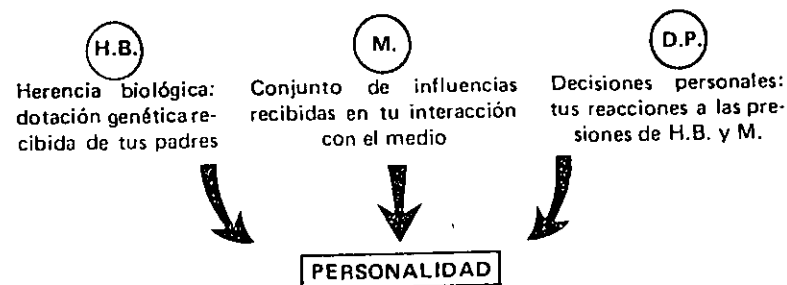 H.B.
Herencia biológica:
dotación genética re-
cibida de tus padres
M.
Conjunto de influencias
recibidas en tu interacción
con el medio
D.P.
Decisiones personales:
tus reacciones a las pre-
siones de H.B. y M.
PERSONALIDAD